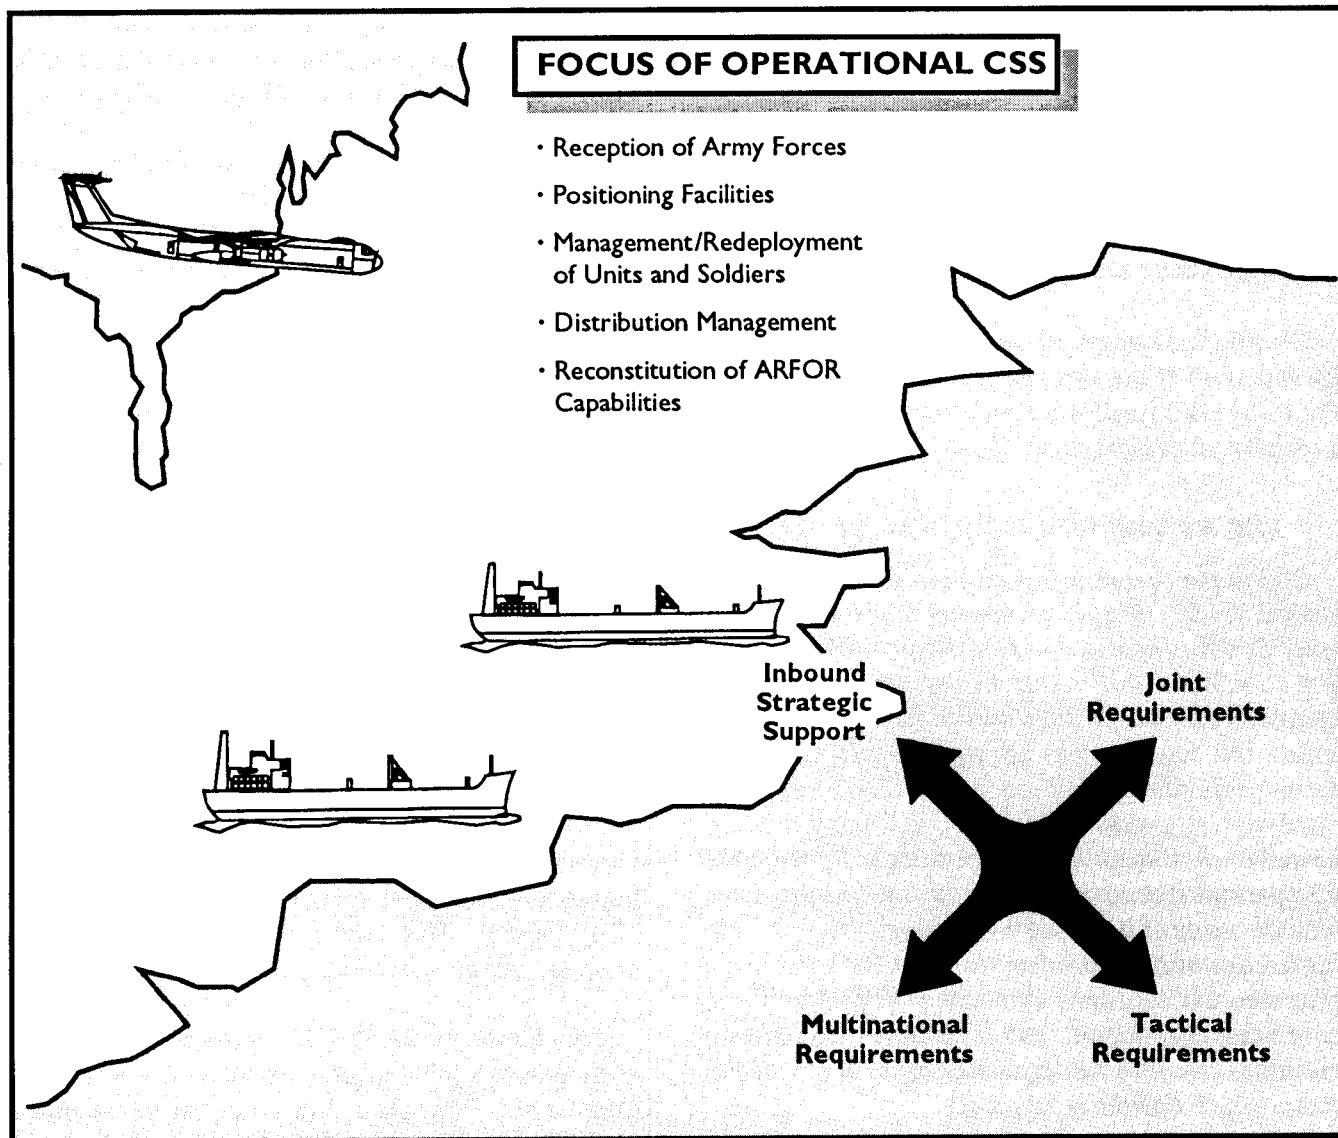 FOCUS OF OPERATIONAL CSS
· Reception of Army Forces
· Positioning Facilities
· Management/Redeployment
of Units and Soldiers
· Distribution Management
· Reconstitution of ARFOR
Capabilities
Inbound
Strategic
Support
Joint
Requirements
Multinational
Requirements
Tactical
Requirements